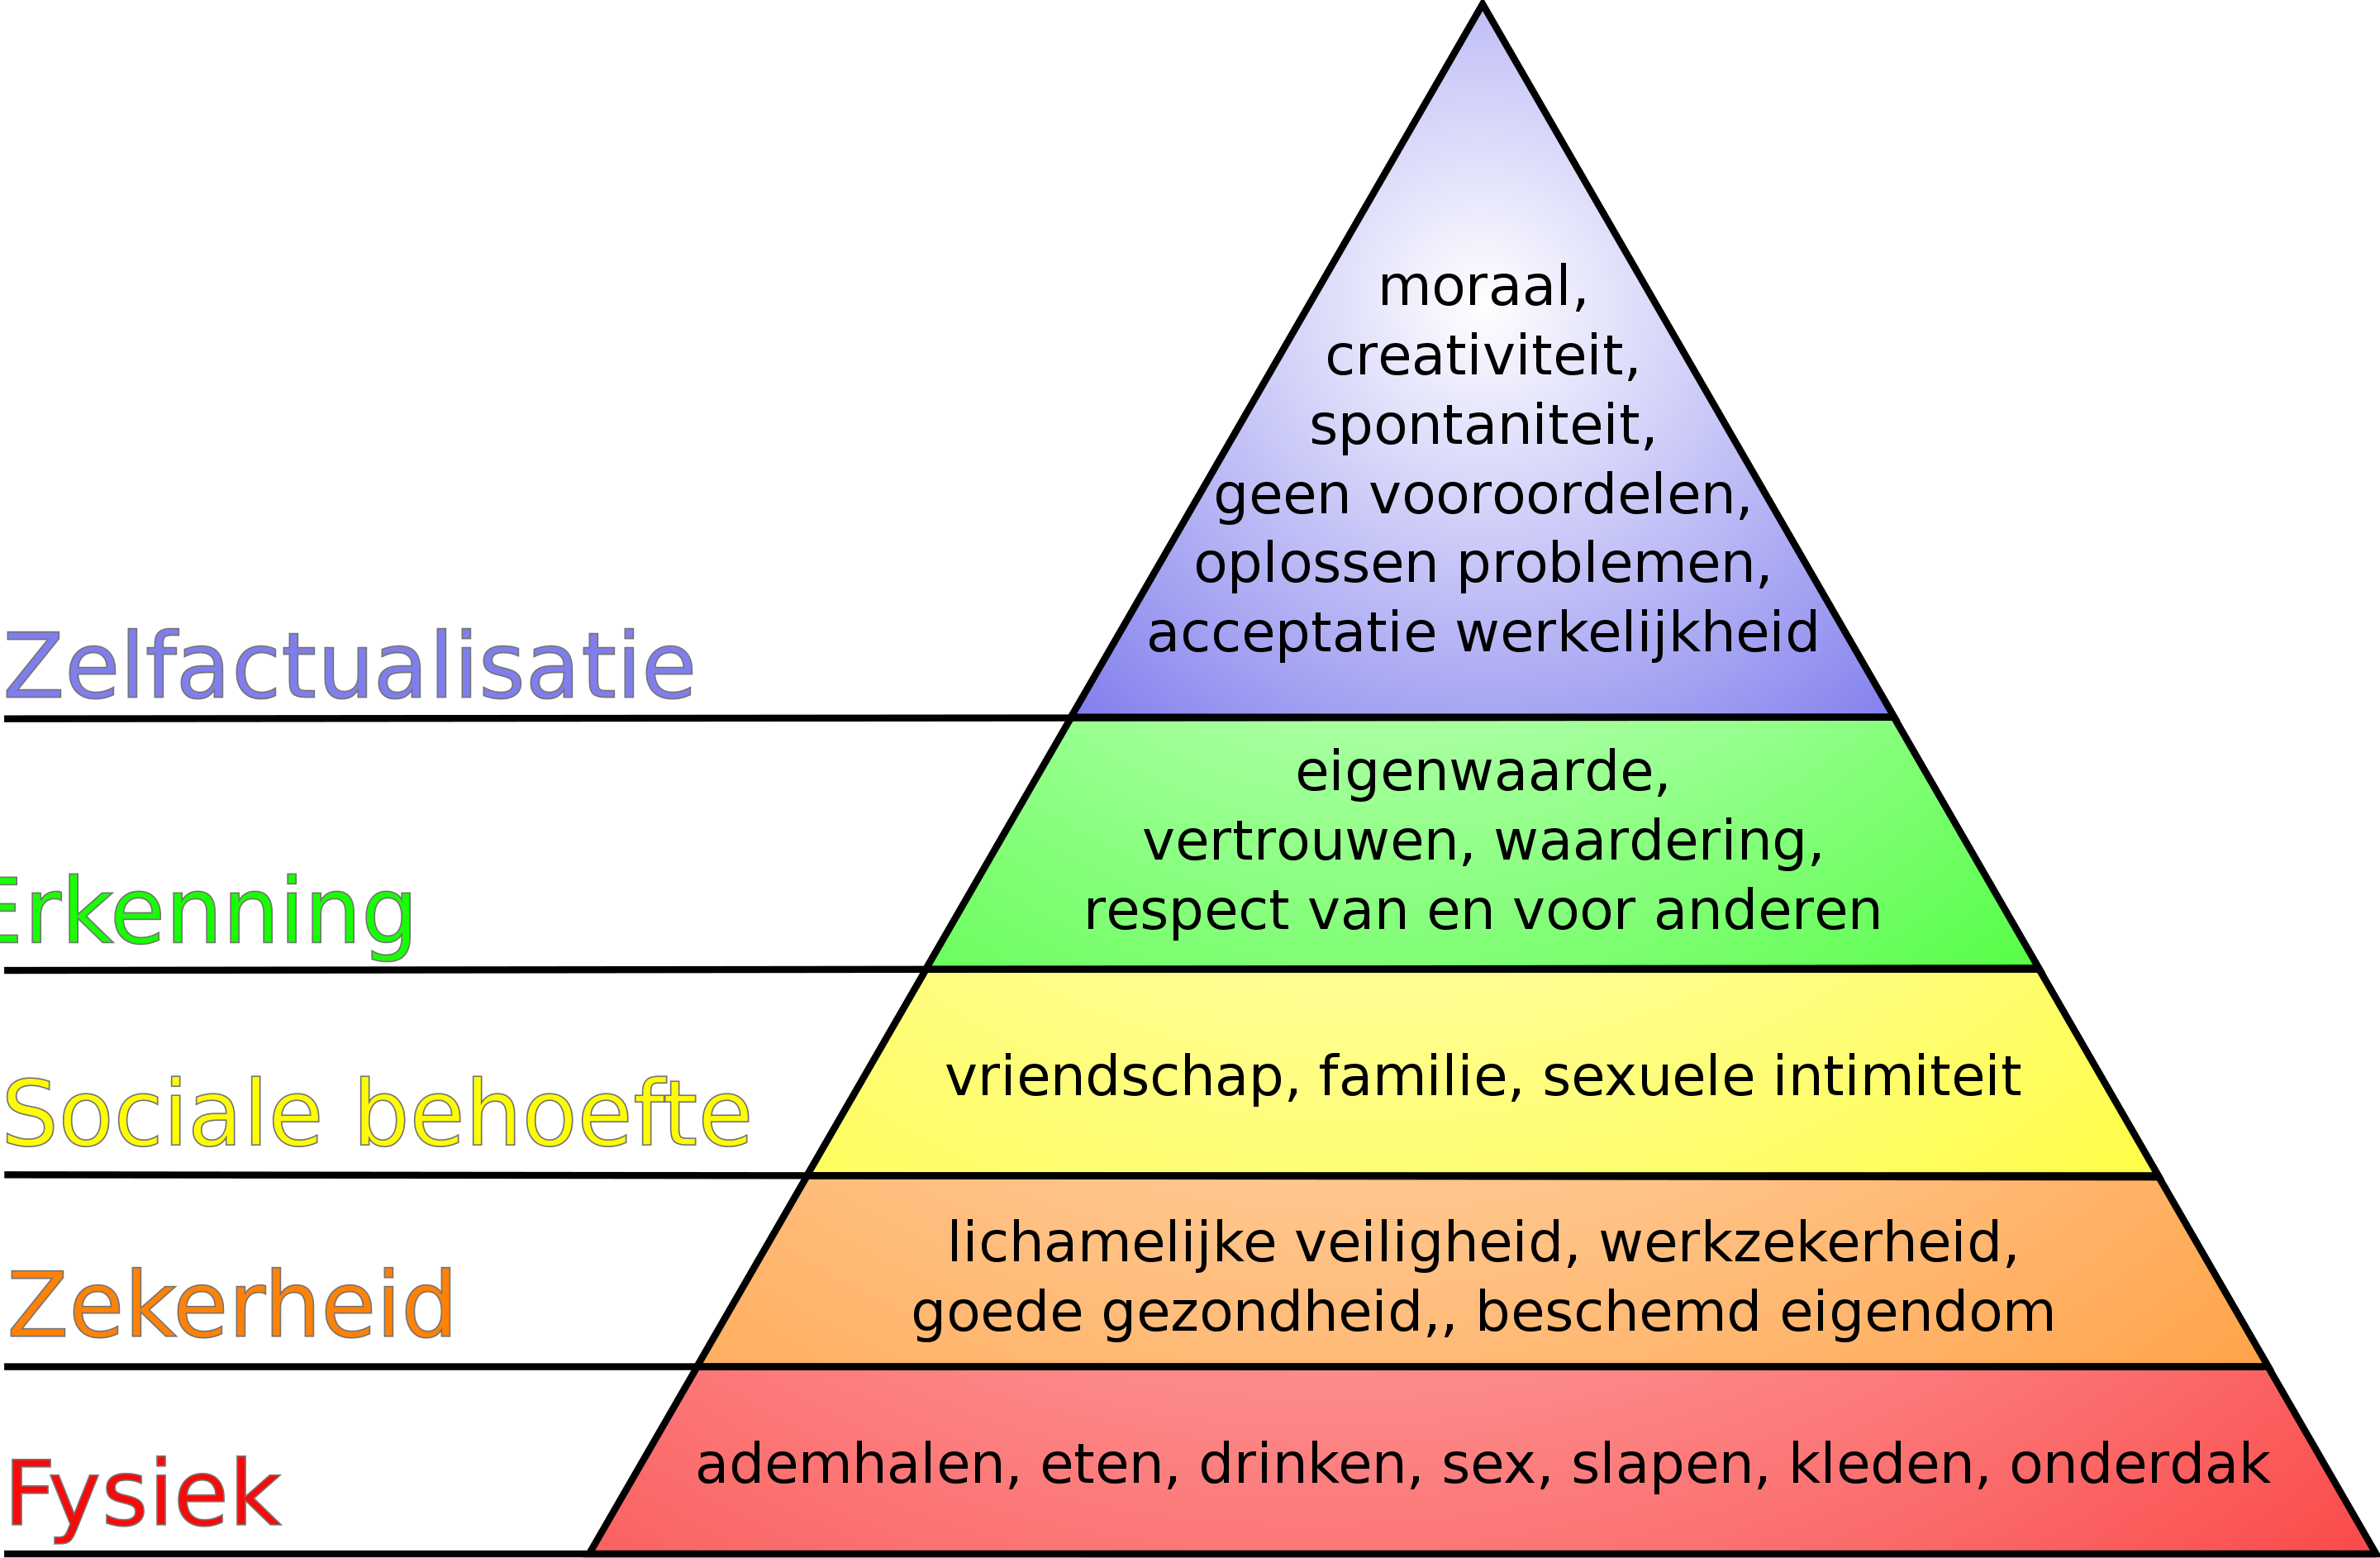 moraal,
creativiteit,
spontaniteit,
geen vooroordelen,
oplossen problemen,
acceptatie werkelijkheid
Zelfactualisatie
eigenwaarde,
vertrouwen, waardering,
respect van en voor anderen
Erkenning
vriendschap, familie, sexuele intimiteit
Sociale behoefte
lichamelijke veiligheid, werkzekerheid,
goede gezondheid,, beschemd eigendom
Zekerheid
ademhalen, eten, drinken, sex, slapen, kleden, onderdak
Fysiek